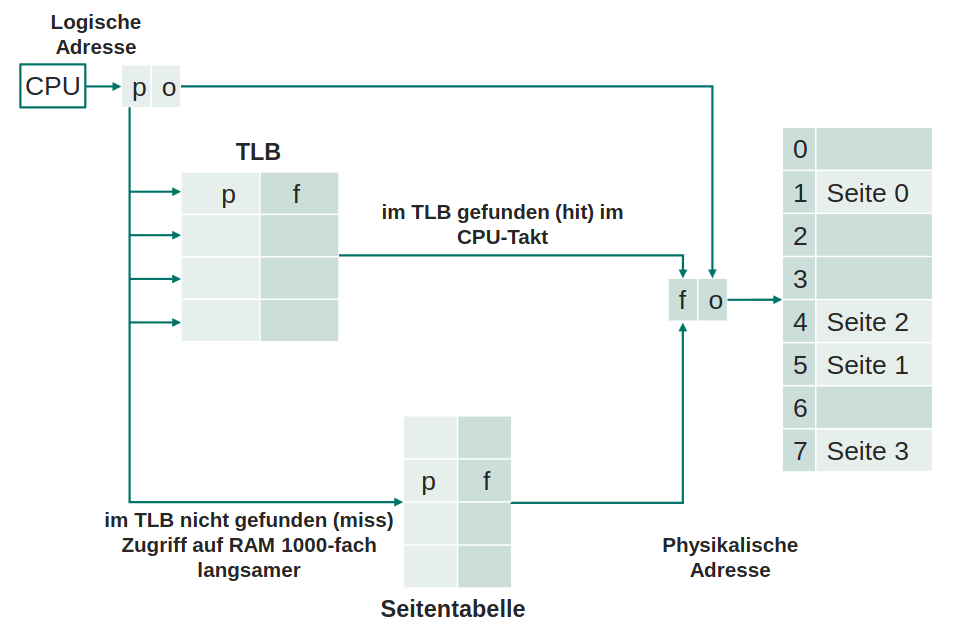 Logische
Adresse
CPU
p o
TLB
p f
im TLB gefunden (hit) im
CPU-Takt
f o
0
1 Seite 0
2
3
4 Seite 2
5 Seite 1
6
7 Seite 3
p f
im TLB nicht gefunden (miss)
Zugriff auf RAM 1000-fach
langsamer
Seitentabelle
Physikalische
Adresse